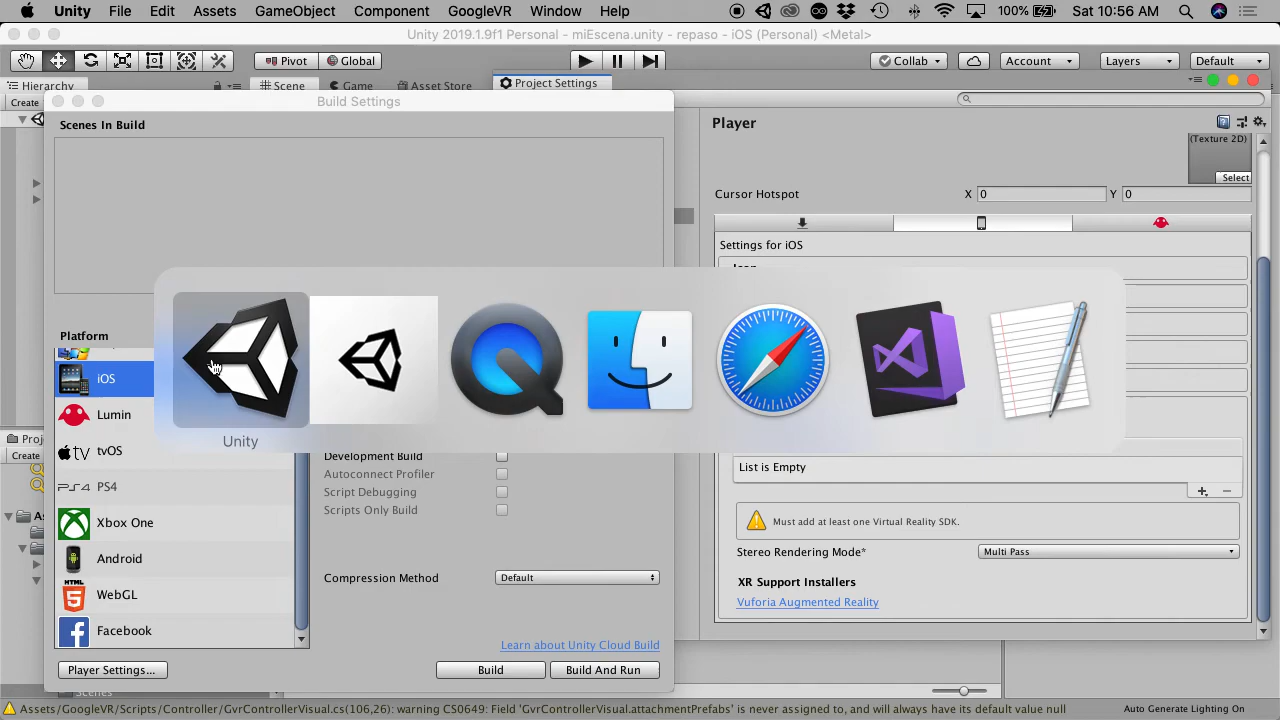 Unity File Edit Assets GameObject Component GoogleVR Window Help 100% Sat 10:56 AM
Unity 2019.1.9f1 Personal - miEscena.unity - repaso - iOS (Personal) <Metal>
Pivot Global Collab Account Layers Default
Hierarchy Scene Game Asset Store Project Settings
Create
Build Settings
Scenes In Build
Player
(Texture 2D)
Select
Cursor Hotspot X 0 Y 0
Settings for iOS
Icon
Platform
iOS
Lumin
tvOS
PS4
Xbox One
Android
HTML
WebGL
Facebook
Unity
Development Build
Autoconnect Profiler
Script Debugging
Scripts Only Build
Compression Method Default
Learn about Unity Cloud Build
Player Settings... Build Build And Run
List is Empty
Must add at least one Virtual Reality SDK.
Stereo Rendering Mode* Multi Pass
XR Support Installers
Vuforia Augmented Reality
Create
Scenes
Assets/GoogleVR/Scripts/Controller/GvrControllerVisual.cs(106,26): warning CS0649: Field 'GvrControllerVisual.attachmentPrefabs' is never assigned to, and will always have its default value null
Auto Generate Lighting On